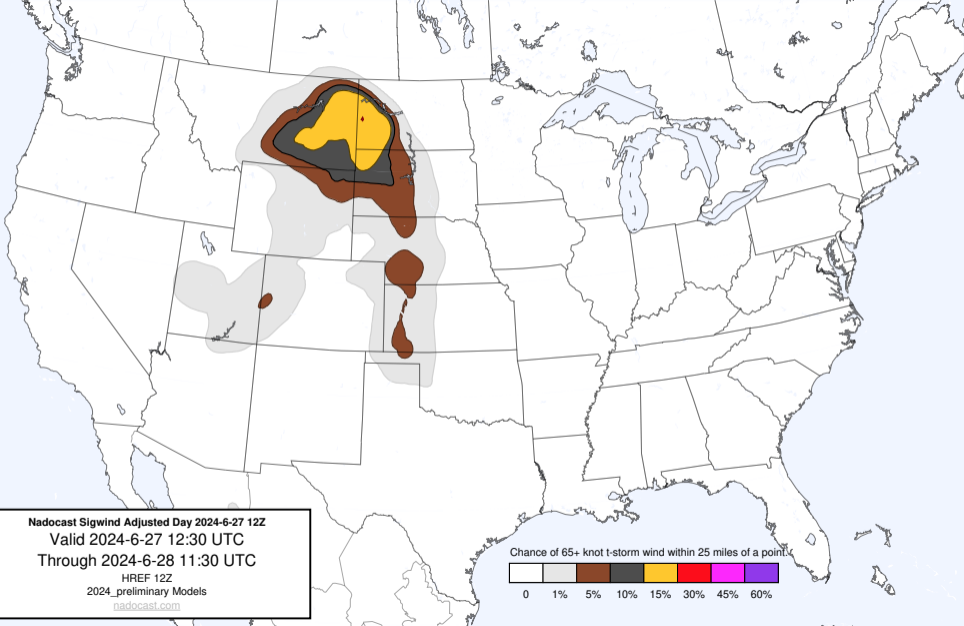 Nadocast Sigwind Adjusted Day 2024-6-27 12Z
Valid 2024-6-27 12:30 UTC
Through 2024-6-28 11:30 UTC
HREF 12Z
2024_preliminary Models
nadocast.com
Chance of 65+ knot t-storm wind within 25 miles of a point.
0 1% 5% 10% 15% 30% 45% 60%